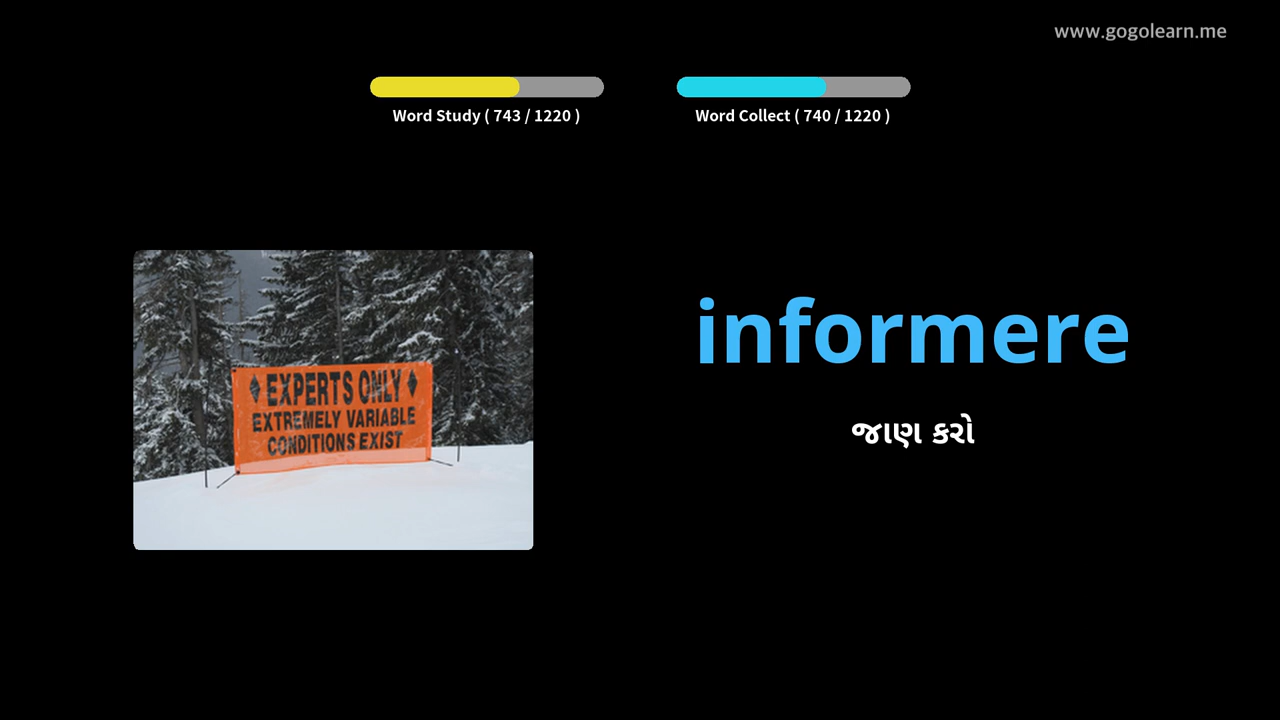 www.gogolearn.me
Word Study ( 743 / 1220 )
Word Collect ( 740 / 1220 )
EXPERTS ONLY
EXTREMELY VARIABLE
CONDITIONS EXIST
informere
જાણ કરો